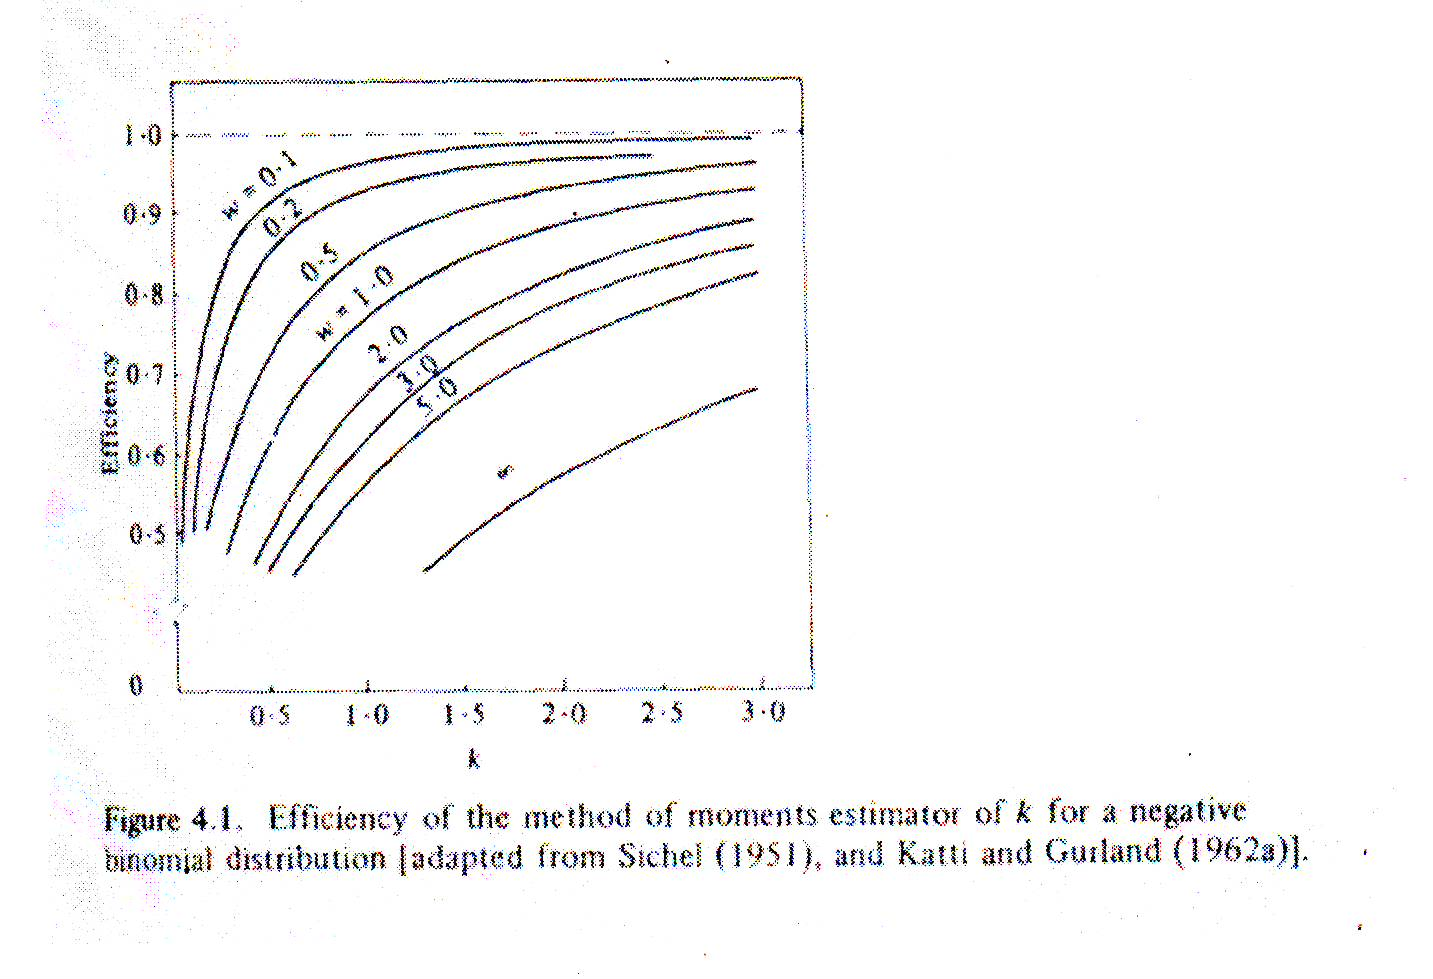 1·0
0·9
0·8
0·7
0·6
0·5
0
Efficiency
w = 0·1
0·2
0·5
w = 1·0
2·0
3·0
5·0
0·5 1·0 1·5 2·0 2·5 3·0
k
Figure 4.1. Efficiency of the method of moments estimator of k for a negative
binomial distribution [adapted from Sichel (1951), and Katti and Gurland (1962a)].